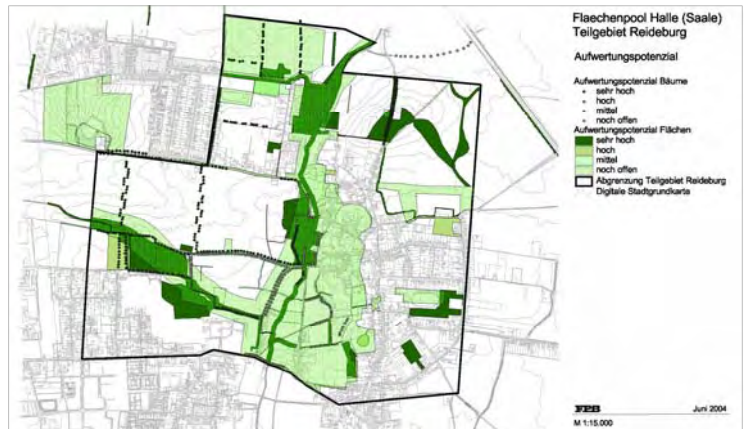 Flaechenpool Halle (Saale)
Teilgebiet Reideburg
Aufwertungspotenzial
Aufwertungspotenzial Bäume
sehr hoch
hoch
mittel
noch offen
Aufwertungspotenzial Flächen
sehr hoch
hoch
mittel
noch offen
Abgrenzung Teilgebiet Reideburg
Digitale Stadtgrundkarte
FPB Juni 2004
M 1:15.000